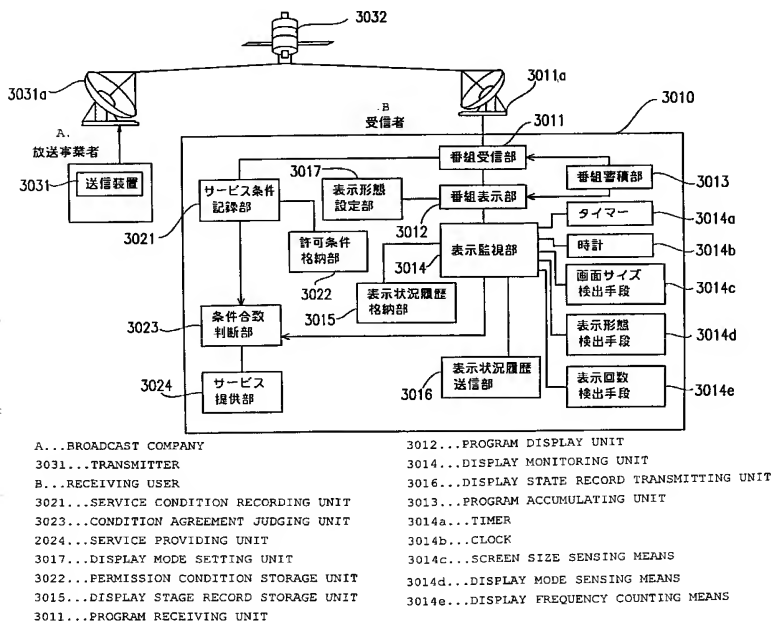 3032
3031a
3011a
A.
放送事業者
.B
受信者
3010
3011
3031
送信装置
番組受信部
番組蓄積部
3013
サービス条件
記録部
3017
表示形態
設定部
番組表示部
3012
タイマー
3014a
3021
許可条件
格納部
3022
表示監視部
3014
時計
3014b
画面サイズ
検出手段
3014c
表示状況履歴
格納部
3015
条件合致
判断部
3023
表示形態
検出手段
3014d
サービス
提供部
3024
表示状況履歴
送信部
3016
表示回数
検出手段
3014e
A...BROADCAST COMPANY
3031...TRANSMITTER
B...RECEIVING USER
3021...SERVICE CONDITION RECORDING UNIT
3023...CONDITION AGREEMENT JUDGING UNIT
2024...SERVICE PROVIDING UNIT
3017...DISPLAY MODE SETTING UNIT
3022...PERMISSION CONDITION STORAGE UNIT
3015...DISPLAY STAGE RECORD STORAGE UNIT
3011...PROGRAM RECEIVING UNIT
3012...PROGRAM DISPLAY UNIT
3014...DISPLAY MONITORING UNIT
3016...DISPLAY STATE RECORD TRANSMITTING UNIT
3013...PROGRAM ACCUMULATING UNIT
3014a...TIMER
3014b...CLOCK
3014c...SCREEN SIZE SENSING MEANS
3014d...DISPLAY MODE SENSING MEANS
3014e...DISPLAY FREQUENCY COUNTING MEANS